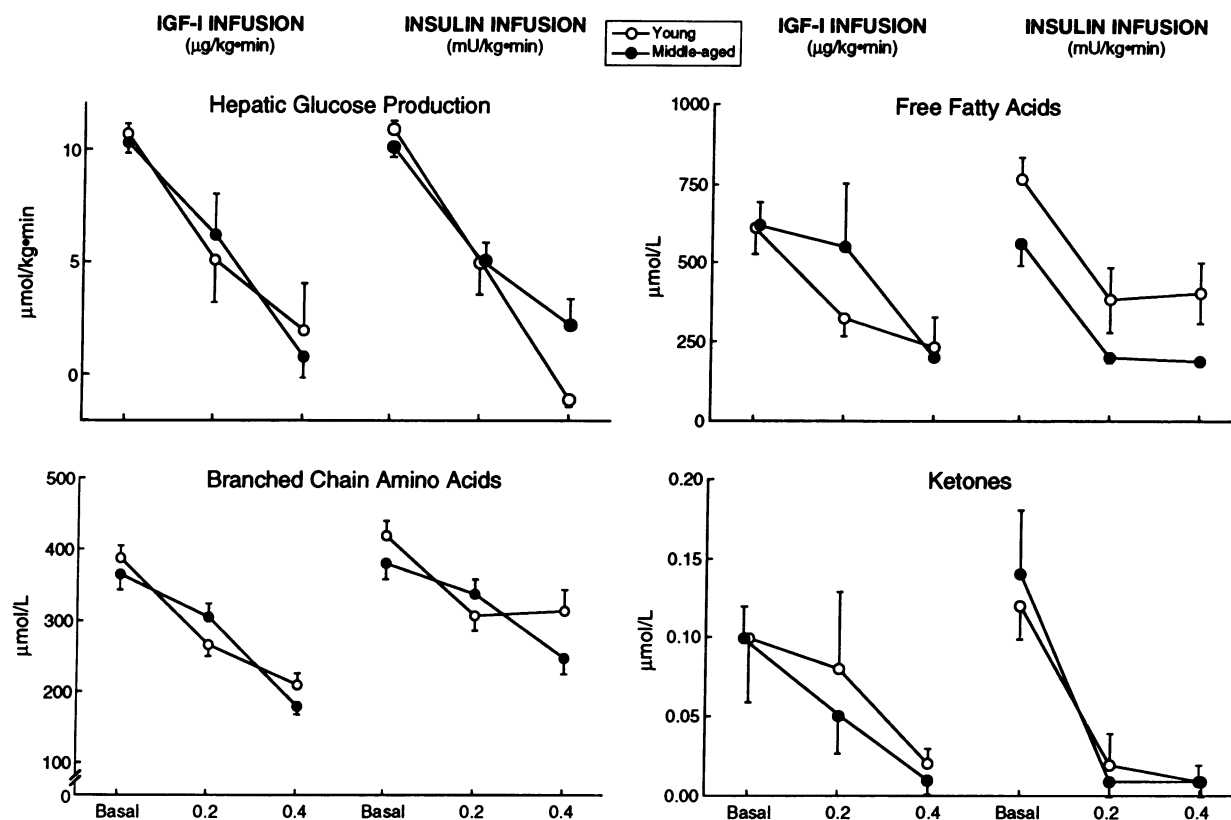 IGF-I INFUSION
(µg/kg•min)
INSULIN INFUSION
(mU/kg•min)
Young
Middle-aged
IGF-I INFUSION
(µg/kg•min)
INSULIN INFUSION
(mU/kg•min)
Hepatic Glucose Production
µmol/kg•min
10
5
0
Free Fatty Acids
µmol/L
1000
750
500
250
0
Branched Chain Amino Acids
µmol/L
500
400
300
200
100
0
Basal 0.2 0.4 Basal 0.2 0.4
Ketones
µmol/L
0.20
0.15
0.10
0.05
0.00
Basal 0.2 0.4 Basal 0.2 0.4